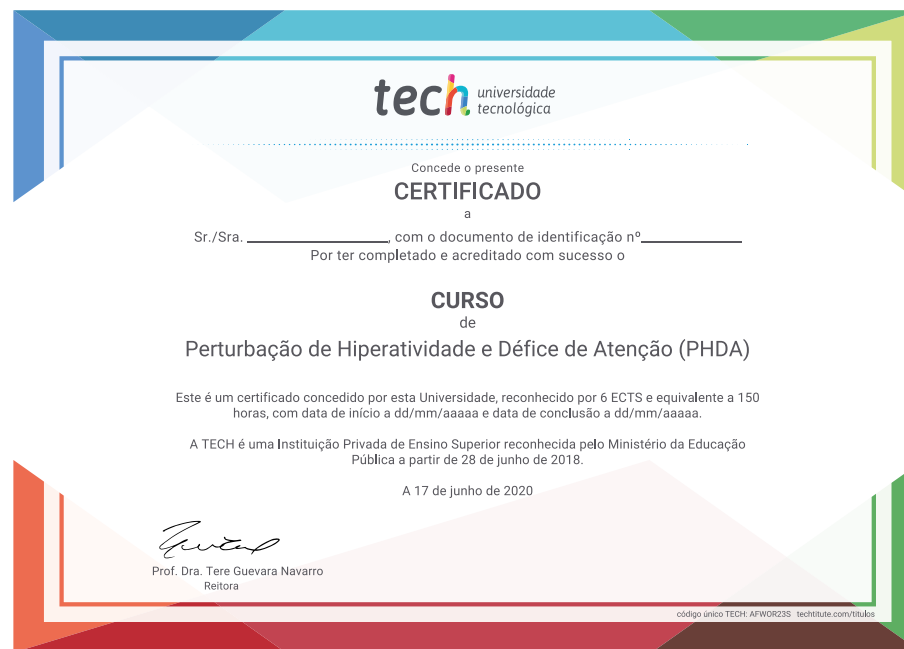 tech universidade
tecnológica
Concede o presente
CERTIFICADO
a
Sr./Sra. ____________, com o documento de identificação nº____________
Por ter completado e acreditado com sucesso o
CURSO
de
Perturbação de Hiperatividade e Défice de Atenção (PHDA)
Este é um certificado concedido por esta Universidade, reconhecido por 6 ECTS e equivalente a 150
horas, com data de início a dd/mm/aaaaa e data de conclusão a dd/mm/aaaaa.
A TECH é uma Instituição Privada de Ensino Superior reconhecida pelo Ministério da Educação
Pública a partir de 28 de junho de 2018.
A 17 de junho de 2020
Prof. Dra. Tere Guevara Navarro
Reitora
código único TECH: AFWOR23S techtitute.com/titulos